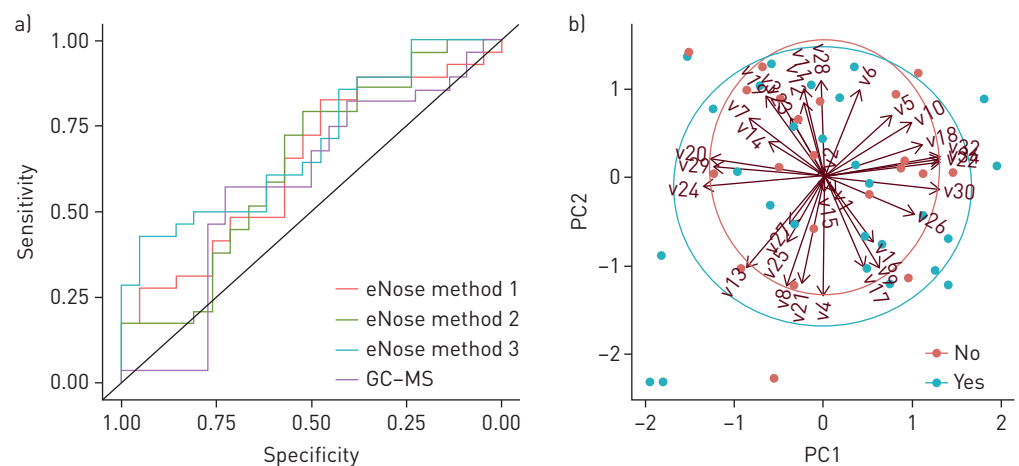 a)
1.00
0.75
0.50
0.25
0.00
Sensitivity
1.00
0.75
0.50
0.25
0.00
Specificity
eNose method 1
eNose method 2
eNose method 3
GC–MS
b)
2
1
0
−1
−2
PC2
−2
−1
0
1
2
PC1
v28
v6
v5
v10
v18
v32
v22
v30
v26
v7
v14
v20
v29
v24
v15
v27
v25
v13
v8
v21
v4
v17
No
Yes